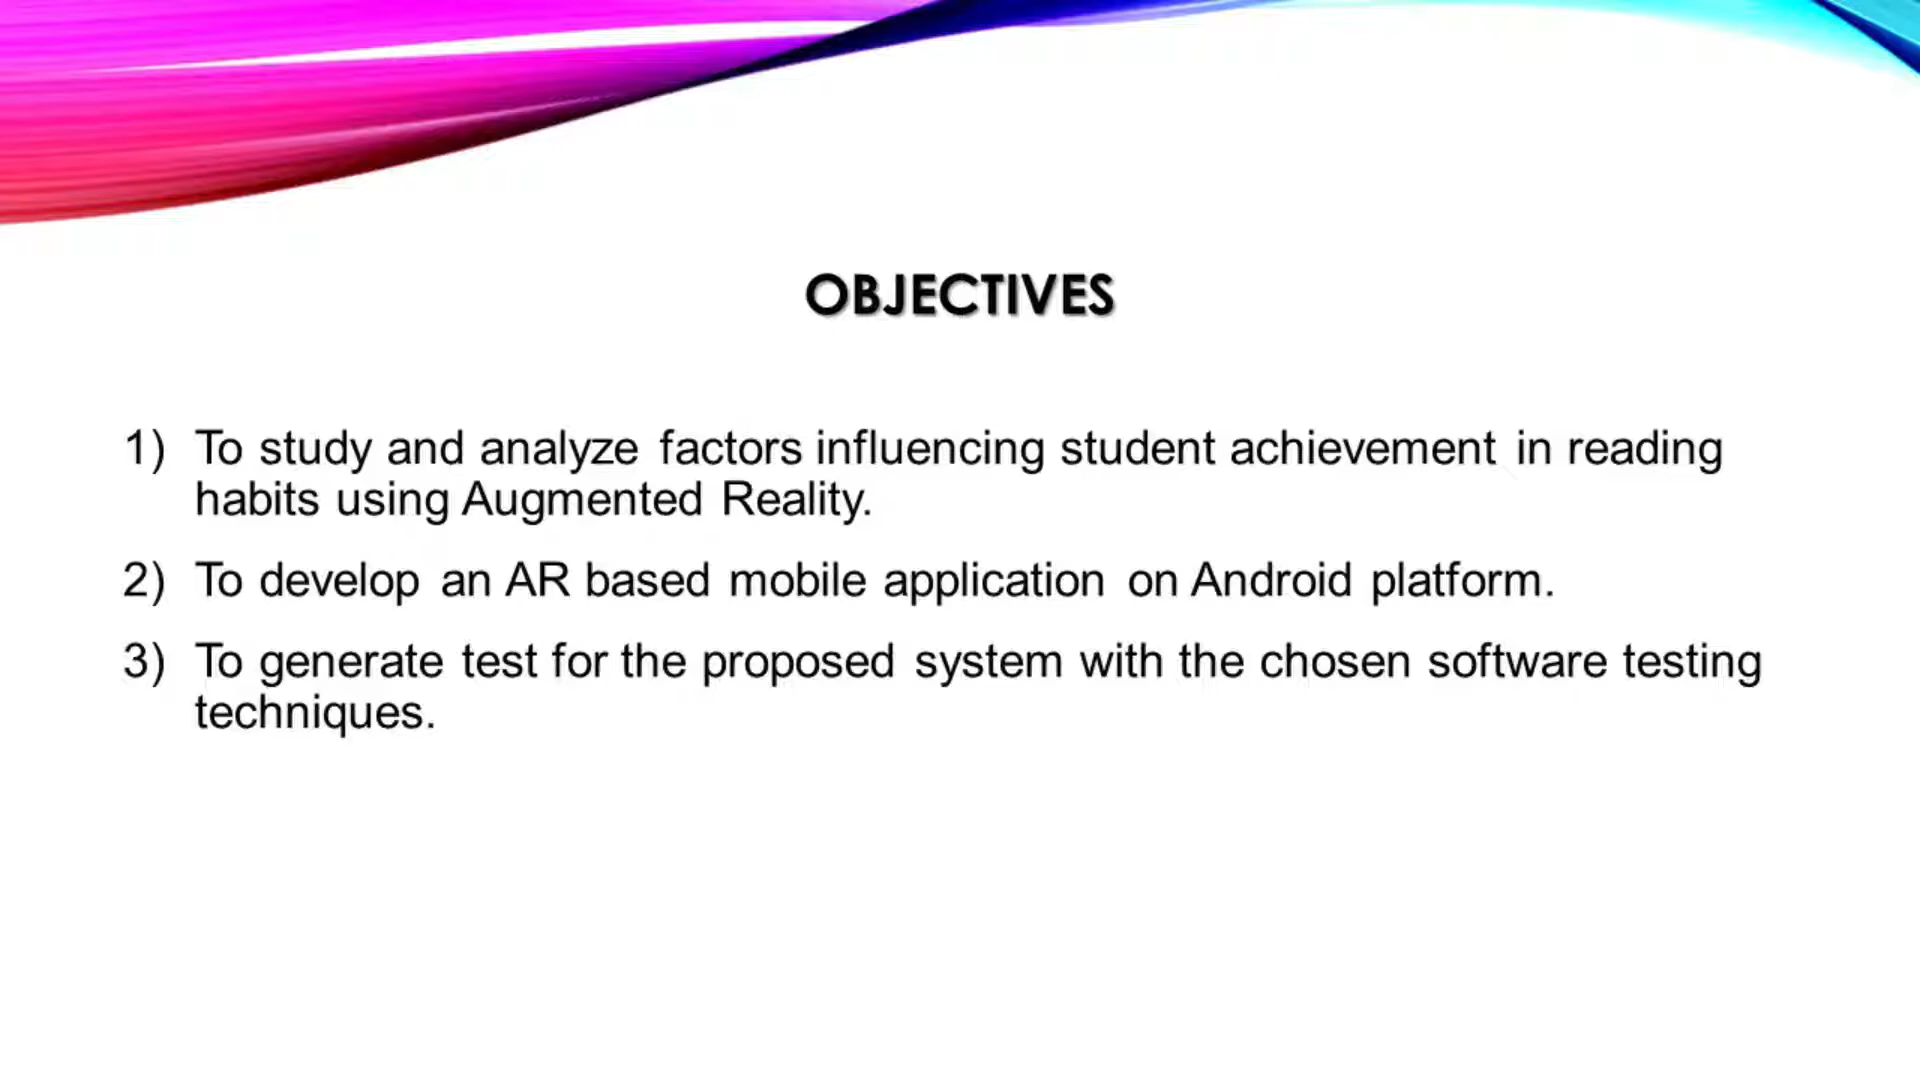 OBJECTIVES
1) To study and analyze factors influencing student achievement in reading
habits using Augmented Reality.
2) To develop an AR based mobile application on Android platform.
3) To generate test for the proposed system with the chosen software testing
techniques.